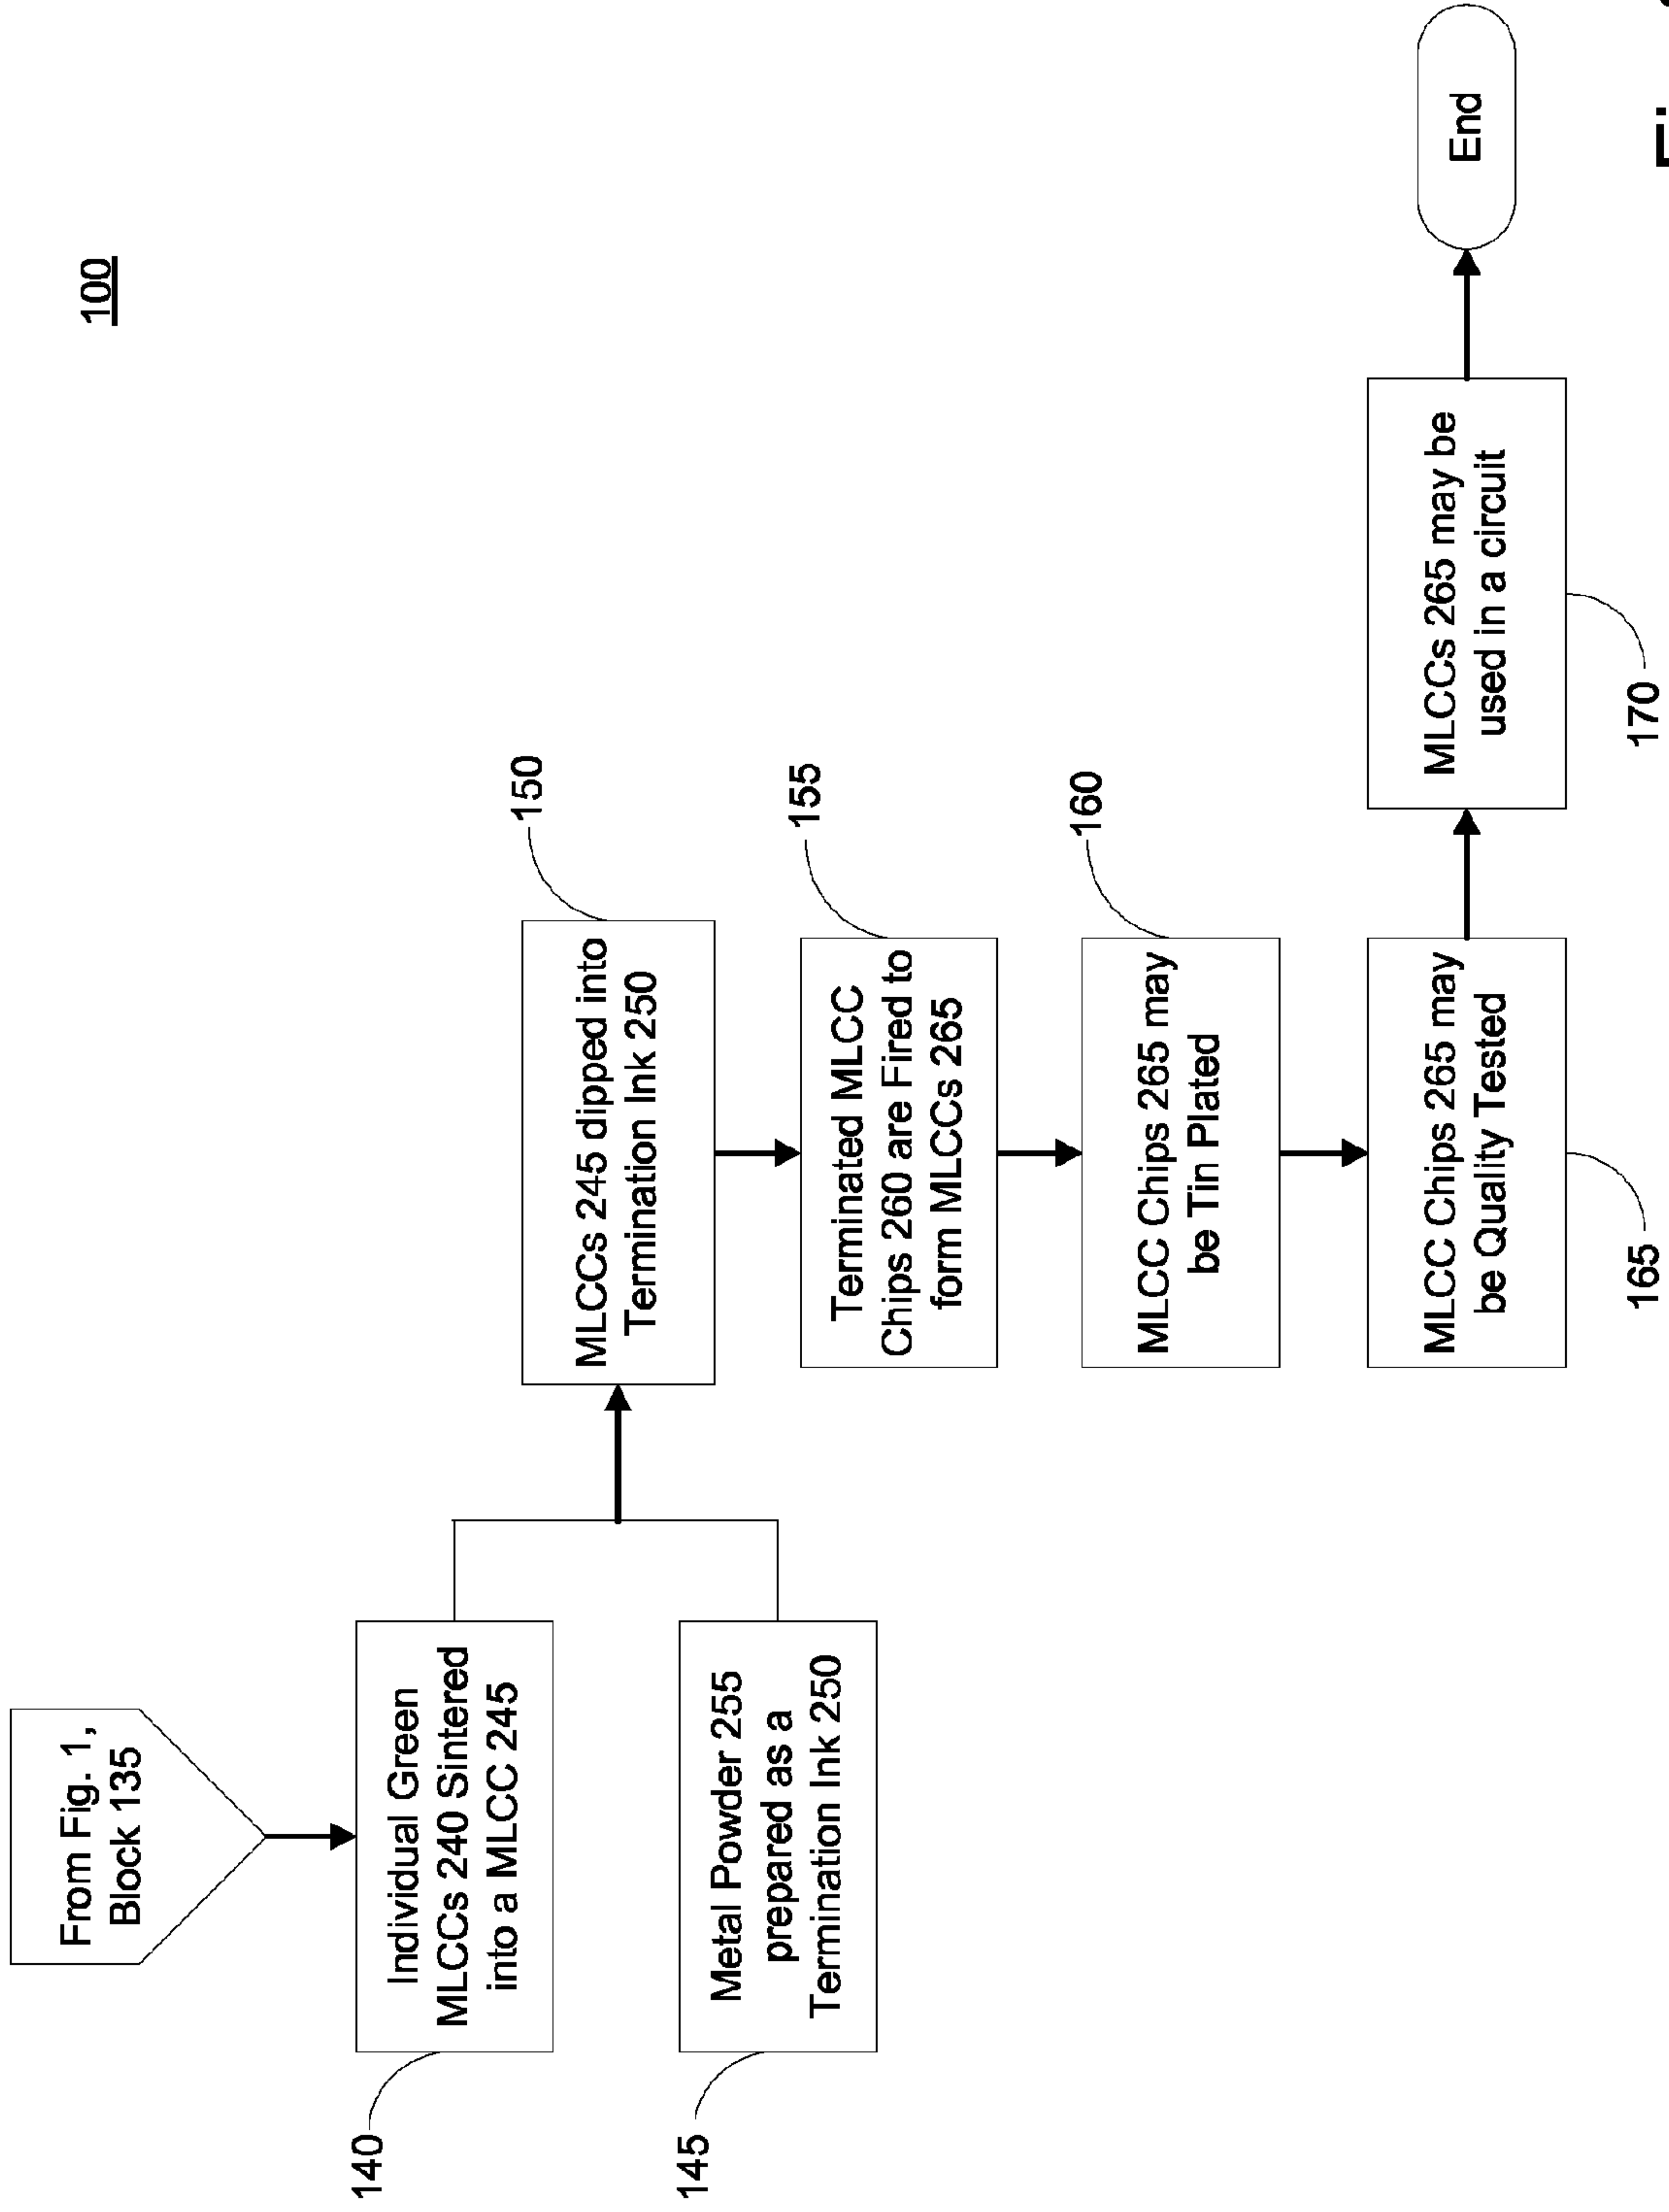 100
From Fig. 1,
Block 135
140
Individual Green
MLCCs 240 Sintered
into a MLCC 245
145
Metal Powder 255
prepared as a
Termination Ink 250
150
MLCCs 245 dipped into
Termination Ink 250
155
Terminated MLCC
Chips 260 are Fired to
form MLCCs 265
160
MLCC Chips 265 may
be Tin Plated
165
MLCC Chips 265 may
be Quality Tested
170
MLCCs 265 may be
used in a circuit
End